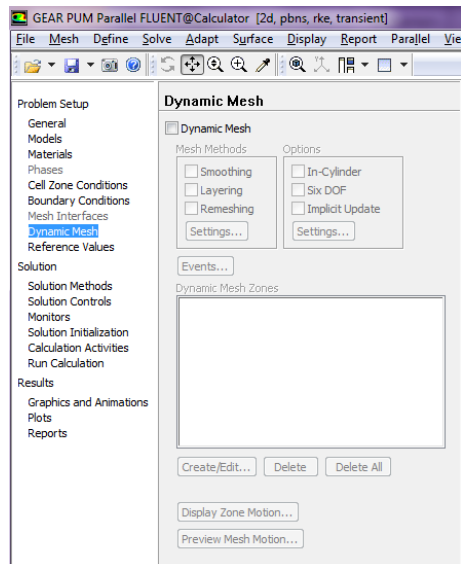 GEAR PUM Parallel FLUENT@Calculator [2d, pbns, rke, transient]
File Mesh Define Solve Adapt Surface Display Report Parallel Vie
Problem Setup
General
Models
Materials
Phases
Cell Zone Conditions
Boundary Conditions
Mesh Interfaces
Dynamic Mesh
Reference Values
Solution
Solution Methods
Solution Controls
Monitors
Solution Initialization
Calculation Activities
Run Calculation
Results
Graphics and Animations
Plots
Reports
Dynamic Mesh
Dynamic Mesh
Mesh Methods Options
Smoothing In-Cylinder
Layering Six DOF
Remeshing Implicit Update
Settings... Settings...
Events...
Dynamic Mesh Zones
Create/Edit... Delete Delete All
Display Zone Motion...
Preview Mesh Motion...